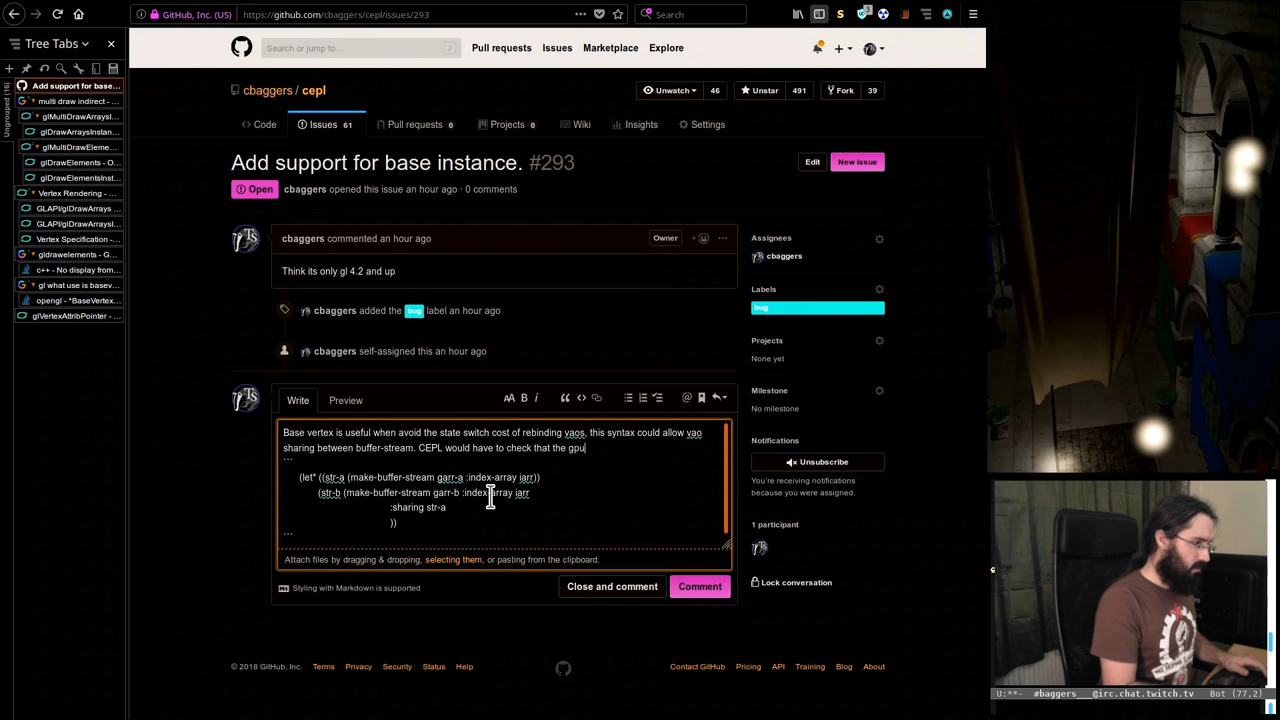 GitHub, Inc. (US) https://github.com/cbaggers/cepl/issues/293
Search
Tree Tabs
Ungrouped (16)
Add support for base...
multi draw indirect - ...
glMultiDrawArraysI...
glDrawArraysInstan...
glMultiDrawEleme...
glDrawElements - O...
glDrawElementsInst...
Vertex Rendering - ...
GLAPI/glDrawArrays ...
GLAPI/glDrawArraysI...
Vertex Specification - ...
gldrawelements - G...
c++ - No display from...
gl what use is basev...
opengl - *BaseVertex...
glVertexAttribPointer - ...
Search or jump to... /
Pull requests Issues Marketplace Explore
cbaggers / cepl
Unwatch 46 Unstar 491 Fork 39
Code Issues 61 Pull requests 0 Projects 0 Wiki Insights Settings
Add support for base instance. #293
Edit New issue
Open cbaggers opened this issue an hour ago · 0 comments
cbaggers commented an hour ago Owner
Think its only gl 4.2 and up
cbaggers added the bug label an hour ago
cbaggers self-assigned this an hour ago
Write Preview
Base vertex is useful when avoid the state switch cost of rebinding vaos, this syntax could allow vao
sharing between buffer-stream. CEPL would have to check that the gpu
```
(let* ((str-a (make-buffer-stream garr-a :index-array iarr))
(str-b (make-buffer-stream garr-b :index-array iarr
:sharing str-a
))
```
Attach files by dragging & dropping, selecting them, or pasting from the clipboard.
Styling with Markdown is supported
Close and comment Comment
Assignees
cbaggers
Labels
bug
Projects
None yet
Milestone
No milestone
Notifications
Unsubscribe
You're receiving notifications because
you were assigned.
1 participant
Lock conversation
© 2018 GitHub, Inc. Terms Privacy Security Status Help
Contact GitHub Pricing API Training Blog About
U:**- #baggers___@irc.chat.twitch.tv Bot (77,2)